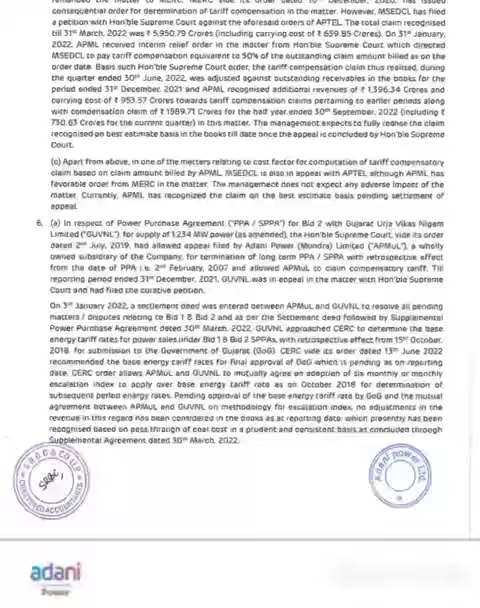 remanded the matter to MERC. MERC vide its order dated 10th December, 2020, has issued
consequential order for determination of tariff compensation in the matter. However, MSEDCL has filed
a petition with Hon'ble Supreme Court against the aforesaid orders of APTEL. The total claim recognised
till 31st March, 2022 was ₹ 5,950.79 Crores (including carrying cost of ₹ 659.85 Crores). On 31st January,
2022, APML received interim relief order in the matter from Hon'ble Supreme Court which directed
MSEDCL to pay tariff compensation equivalent to 50% of the outstanding claim amount billed as on the
order date. Basis such Hon'ble Supreme Court order, the tariff compensation claim thus realised, during
the quarter ended 30th June, 2022, was adjusted against outstanding receivables in the books for the
period ended 31st December, 2021 and APML recognised additional revenues of ₹ 1,396.34 Crores and
carrying cost of ₹ 953.57 Crores towards tariff compensation claims pertaining to earlier periods along
with compensation claim of ₹ 1589.71 Crores for the half year ended 30th September, 2022 (including ₹
730.63 Crores for the current quarter) in this matter. The management expects to fully realise the claim
recognised on best estimate basis in the books till date once the appeal is concluded by Hon'ble Supreme
Court.
(c) Apart from above, in one of the matters relating to cost factor for computation of tariff compensatory
claim based on claim amount billed by APML, MSEDCL is also in appeal with APTEL although APML has
favorable order from MERC in the matter. The management does not expect any adverse impact of the
matter. Currently, APML has recognized the claim on the best estimate basis pending settlement of
appeal.
6. (a) In respect of Power Purchase Agreement ("PPA / SPPA") for Bid 2 with Gujarat Urja Vikas Nigam
Limited ("GUVNL"), for supply of 1,234 MW power (as amended), the Hon'ble Supreme Court, vide its order
dated 2nd July, 2019, had allowed appeal filed by Adani Power (Mundra) Limited ("APMuL"), a wholly
owned subsidiary of the Company, for termination of long term PPA / SPPA with retrospective effect
from the date of PPA i.e. 2nd February, 2007 and allowed APMuL to claim compensatory tariff. Till
reporting period ended 31st December, 2021, GUVNL was in appeal in the matter with Hon'ble Supreme
Court and had filed the curative petition.
On 3rd January 2022, a settlement deed was entered between APMuL and GUVNL to resolve all pending
matters / disputes relating to Bid 1 & Bid 2 and as per the Settlement deed followed by Supplemental
Power Purchase Agreement dated 30th March, 2022, GUVNL approached CERC to determine the base
energy tariff rates for power sales under Bid 1 & Bid 2 SPPAs, with retrospective effect from 15th October,
2018, for submission to the Government of Gujarat (GoG). CERC vide its order dated 13th June 2022
recommended the base energy tariff rates for final approval of GoG which is pending as on reporting
date. CERC order allows APMuL and GUVNL to mutually agree on adoption of six monthly or monthly
escalation index to apply over base energy tariff rate as on October 2018 for determination of
subsequent period energy rates. Pending approval of the base energy tariff rate by GoG and the mutual
agreement between APMuL and GUVNL on methodology for escalation index, no adjustments in the
revenue in this regard has been considered in the books as at reporting date, which presently has been
recognised based on pass through of coal cost in a prudent and consistent basis as concluded through
Supplemental Agreement dated 30th March, 2022.
S R B C & CO LLP
CHARTERED ACCOUNTANTS
SRBC
Adani Power Ltd.
adani
Power